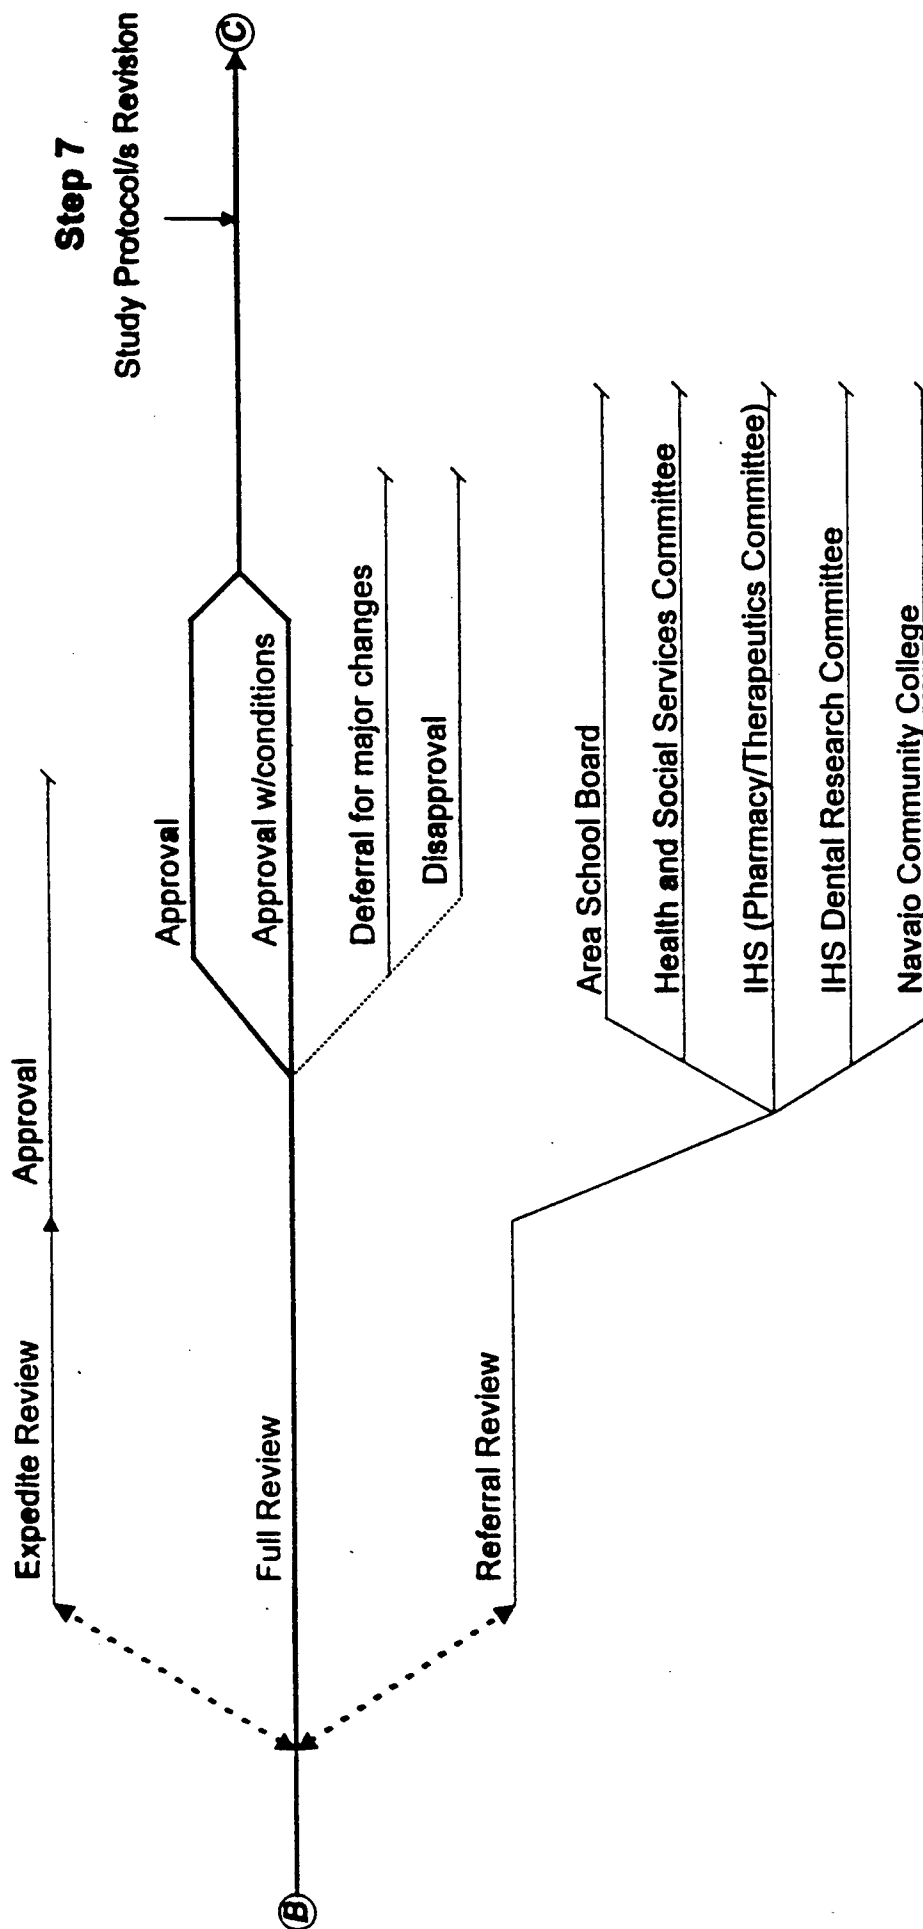 Step 7
Study Protocol/s Revision
C
Expedite Review
Approval
Approval
Full Review
Approval w/conditions
B
Deferral for major changes
Disapproval
Referral Review
Area School Board
Health and Social Services Committee
IHS (Pharmacy/Therapeutics Committee)
IHS Dental Research Committee
Navajo Community College